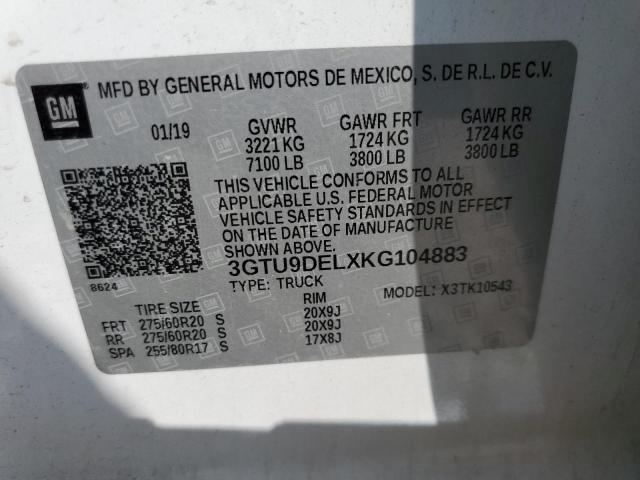 GM
MFD BY GENERAL MOTORS DE MEXICO, S. DE R.L. DE C.V.
01/19 GVWR GAWR FRT GAWR RR
3221 KG 1724 KG 1724 KG
7100 LB 3800 LB 3800 LB
THIS VEHICLE CONFORMS TO ALL
APPLICABLE U.S. FEDERAL MOTOR
VEHICLE SAFETY STANDARDS IN EFFECT
ON THE DATE OF MANUFACTURE
SHOWN ABOVE.
3GTU9DELXKG104883
8624 TYPE: TRUCK MODEL: X3TK10543
TIRE SIZE RIM
FRT 275/60R20 S 20X9J
RR 275/60R20 S 20X9J
SPA 255/80R17 S 17X8J